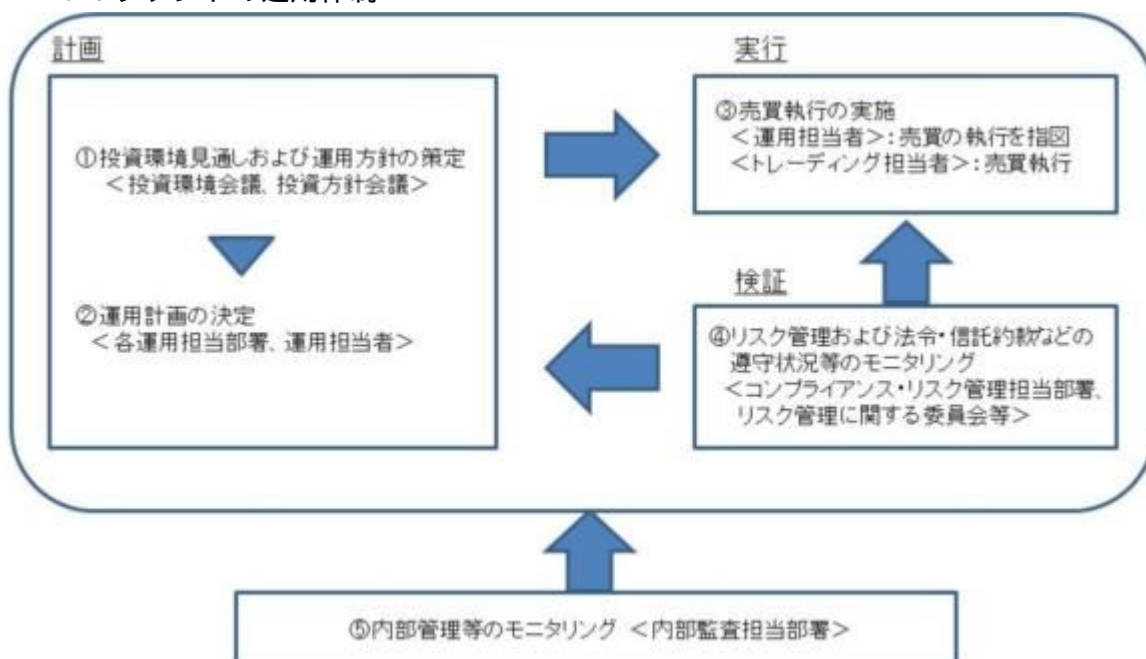 計画
①投資環境見通しおよび運用方針の策定
<投資環境会議、投資方針会議>
②運用計画の決定
<各運用担当部署、運用担当者>
実行
③売買執行の実施
<運用担当者>:売買の執行を指図
<トレーディング担当者>:売買執行
検証
④リスク管理および法令・信託約款などの
遵守状況等のモニタリング
<コンプライアンス・リスク管理担当部署、
リスク管理に関する委員会等>
⑤内部管理等のモニタリング <内部監査担当部署>